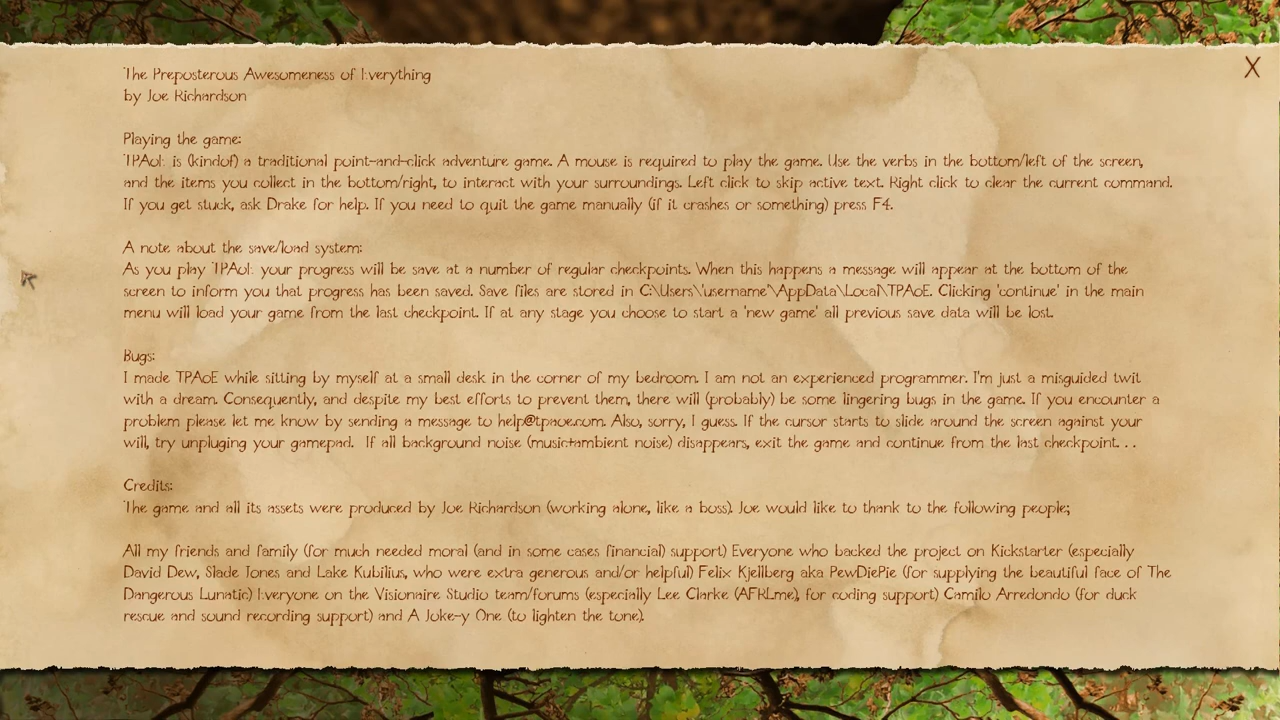 X
The Preposterous Awesomeness of Everything
by Joe Richardson
Playing the game:
TPAoE is (kindof) a traditional point-and-click adventure game. A mouse is required to play the game. Use the verbs in the bottom/left of the screen,
and the items you collect in the bottom/right, to interact with your surroundings. Left click to skip active text. Right click to clear the current command.
If you get stuck, ask Drake for help. If you need to quit the game manually (if it crashes or something) press F4.
A note about the save/load system:
As you play TPAoE your progress will be save at a number of regular checkpoints. When this happens a message will appear at the bottom of the
screen to inform you that progress has been saved. Save files are stored in C:\Users\'username'\AppData\Local\TPAoE. Clicking 'continue' in the main
menu will load your game from the last checkpoint. If at any stage you choose to start a 'new game' all previous save data will be lost.
Bugs:
I made TPAoE while sitting by myself at a small desk in the corner of my bedroom. I am not an experienced programmer. I'm just a misguided twit
with a dream. Consequently, and despite my best efforts to prevent them, there will (probably) be some lingering bugs in the game. If you encounter a
problem please let me know by sending a message to help@tpaoe.com. Also, sorry, I guess. If the cursor starts to slide around the screen against your
will, try unpluging your gamepad. If all background noise (music+ambient noise) disappears, exit the game and continue from the last checkpoint. . .
Credits:
The game and all its assets were produced by Joe Richardson (working alone, like a boss). Joe would like to thank to the following people;
All my friends and family (for much needed moral (and in some cases financial) support) Everyone who backed the project on Kickstarter (especially
David Dew, Slade Jones and Lake Kubilius, who were extra generous and/or helpful) Felix Kjellberg aka PewDiePie (for supplying the beautiful face of The
Dangerous Lunatic) Everyone on the Visionaire Studio team/forums (especially Lee Clarke (AFRLme), for coding support) Camilo Arredondo (for duck
rescue and sound recording support) and A Joke-y One (to lighten the tone).